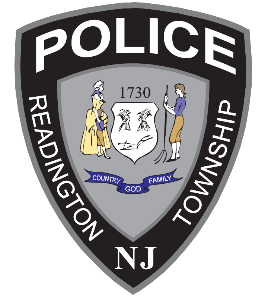 POLICE
READINGTON
TOWNSHIP
1730
COUNTRY
GOD
FAMILY
NJ